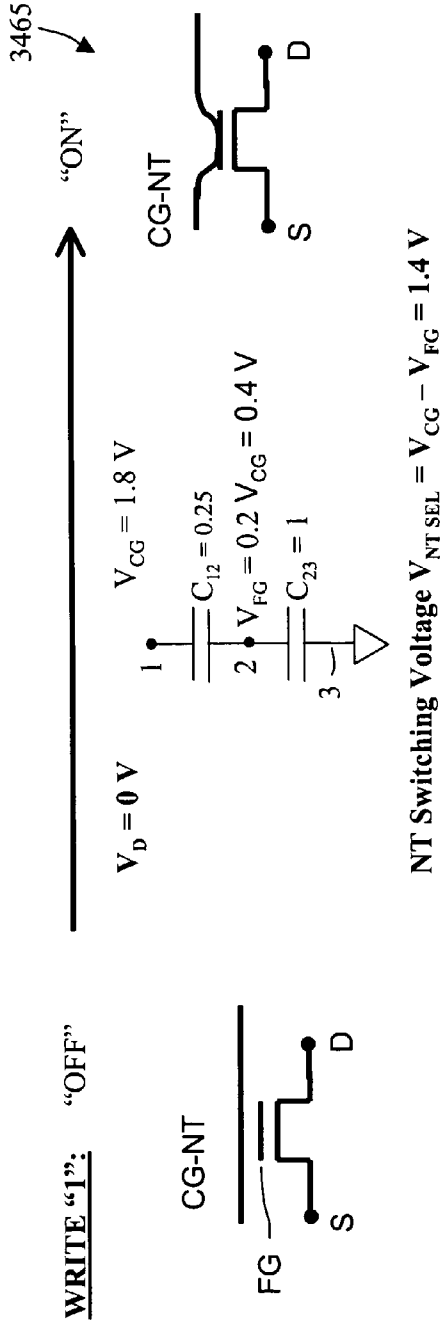 3465
WRITE "1":
"OFF"
"ON"
V_D = 0 V
V_CG = 1.8 V
CG-NT
FG
S
D
1
C_12 = 0.25
2
V_FG = 0.2 V_CG = 0.4 V
C_23 = 1
3
CG-NT
S
D
NT Switching Voltage V_NT SEL = V_CG – V_FG = 1.4 V